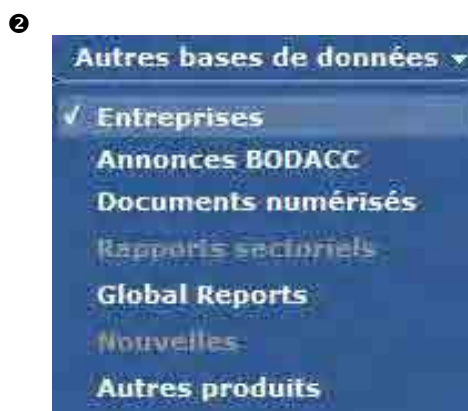 ❷
Autres bases de données ▾
✓ Entreprises
Annonces BODACC
Documents numérisés
Rapports sectoriels
Global Reports
Nouvelles
Autres produits